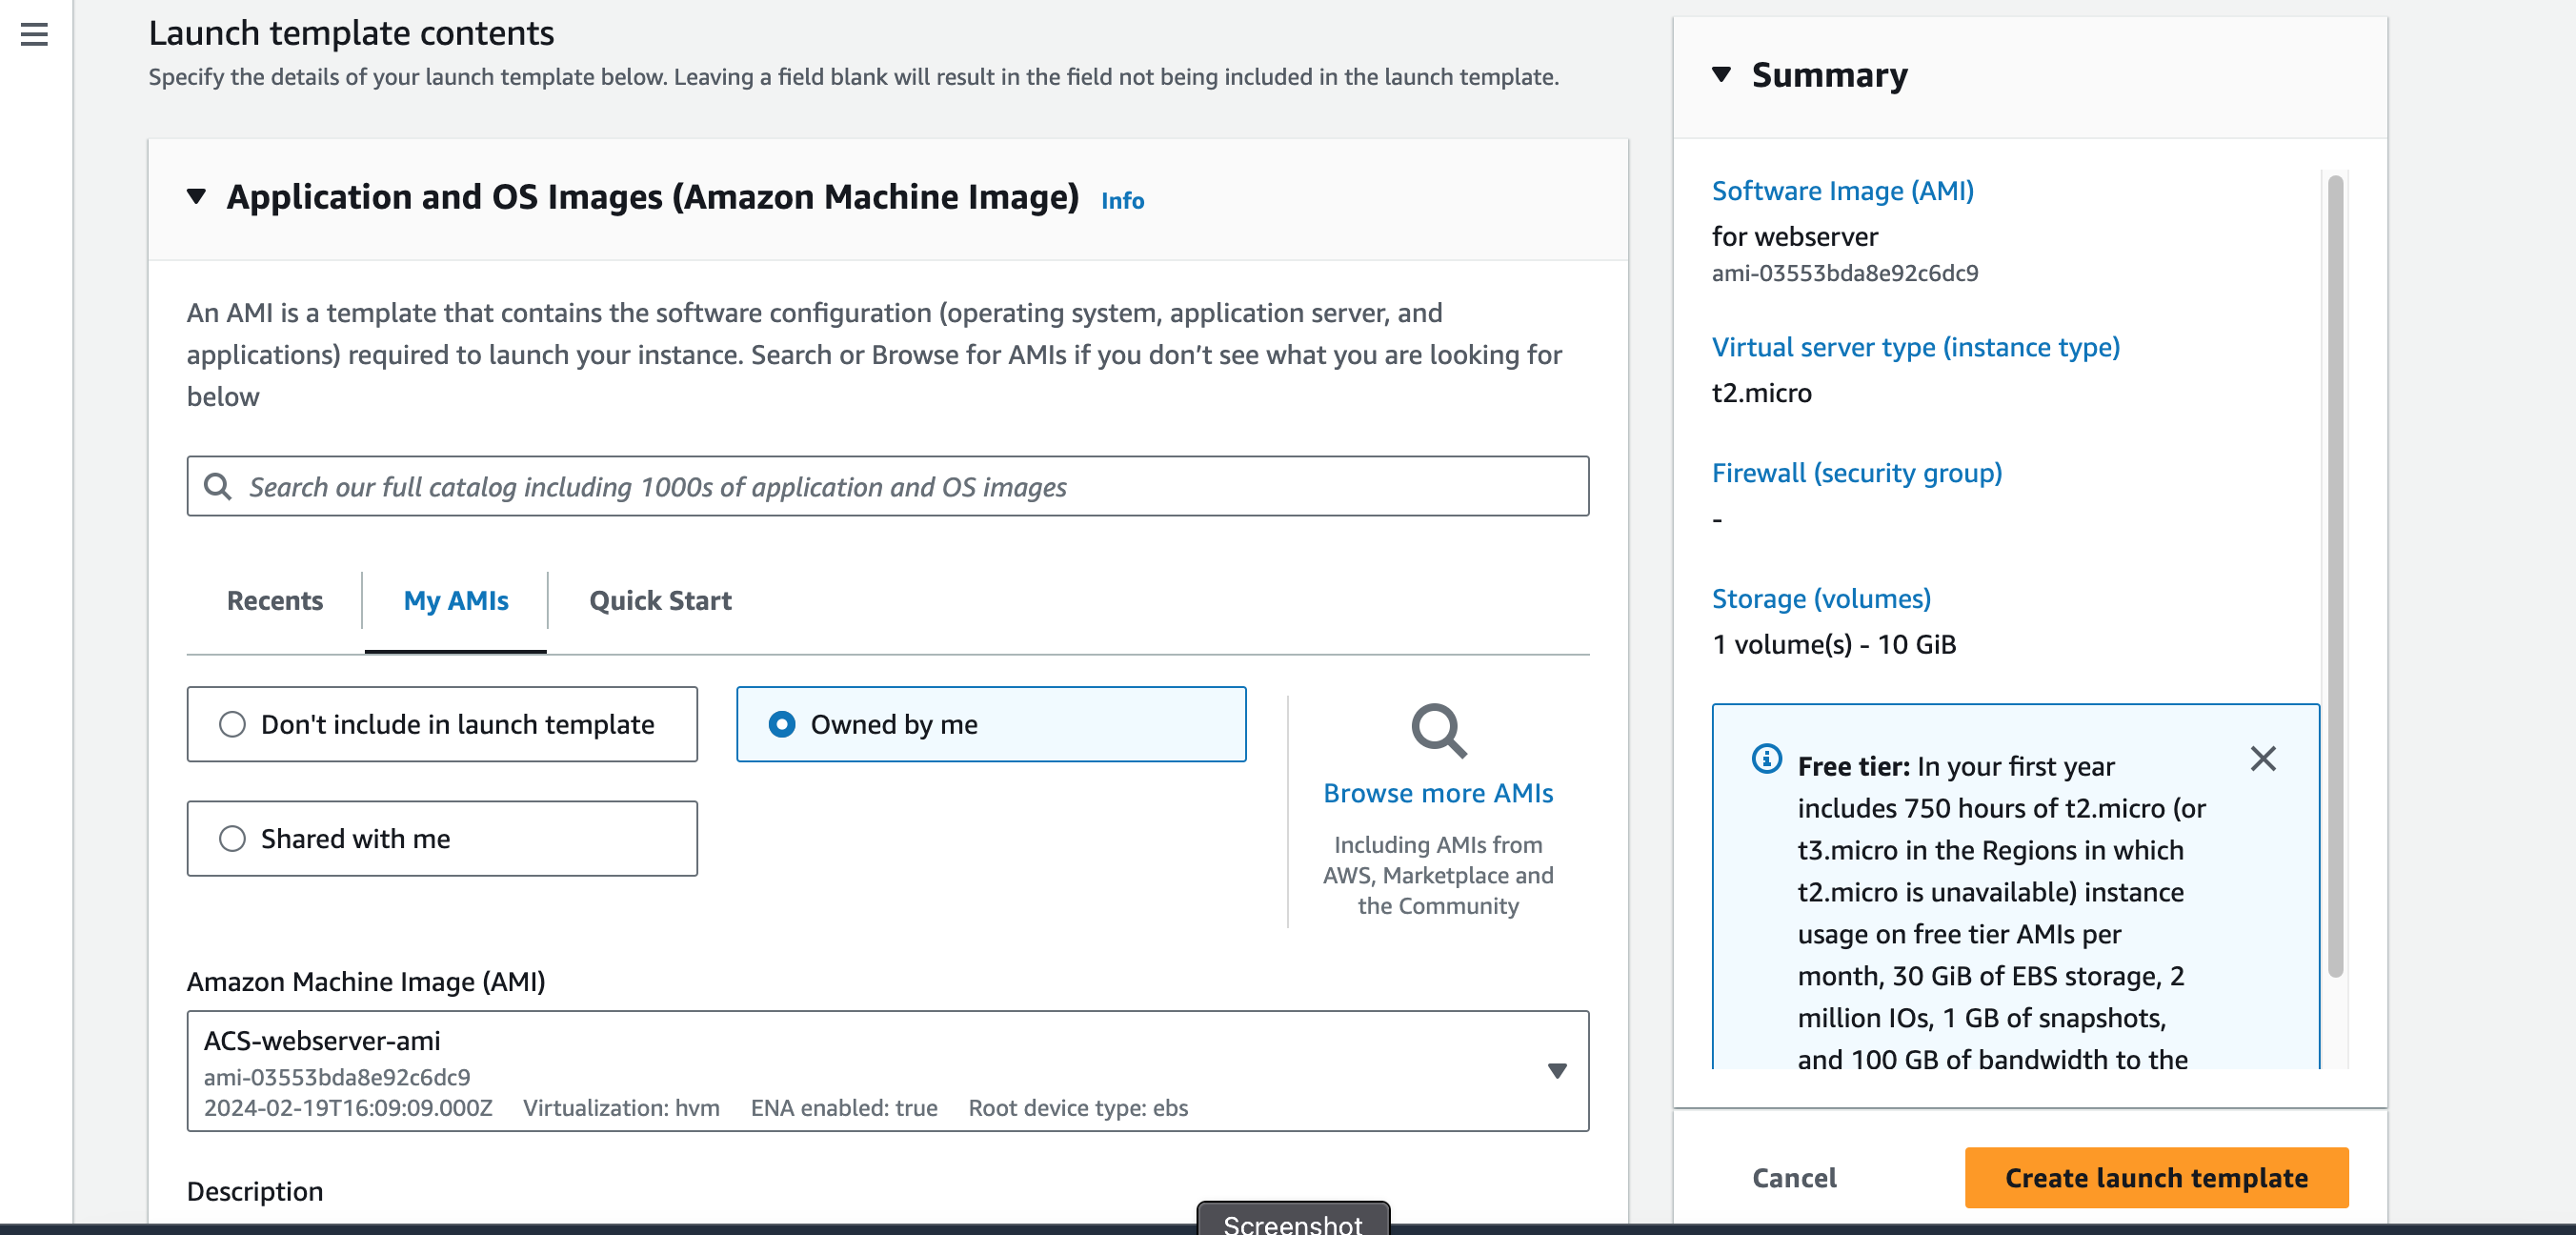 Launch template contents
Specify the details of your launch template below. Leaving a field blank will result in the field not being included in the launch template.
Application and OS Images (Amazon Machine Image) Info
An AMI is a template that contains the software configuration (operating system, application server, and
applications) required to launch your instance. Search or Browse for AMIs if you don’t see what you are looking for
below
Search our full catalog including 1000s of application and OS images
Recents
My AMIs
Quick Start
Don't include in launch template
Owned by me
Shared with me
Browse more AMIs
Including AMIs from
AWS, Marketplace and
the Community
Amazon Machine Image (AMI)
ACS-webserver-ami
ami-03553bda8e92c6dc9
2024-02-19T16:09:09.000Z Virtualization: hvm ENA enabled: true Root device type: ebs
Description
Summary
Software Image (AMI)
for webserver
ami-03553bda8e92c6dc9
Virtual server type (instance type)
t2.micro
Firewall (security group)
-
Storage (volumes)
1 volume(s) - 10 GiB
Free tier: In your first year
includes 750 hours of t2.micro (or
t3.micro in the Regions in which
t2.micro is unavailable) instance
usage on free tier AMIs per
month, 30 GiB of EBS storage, 2
million IOs, 1 GB of snapshots,
and 100 GB of bandwidth to the
Cancel
Create launch template
Screenshot